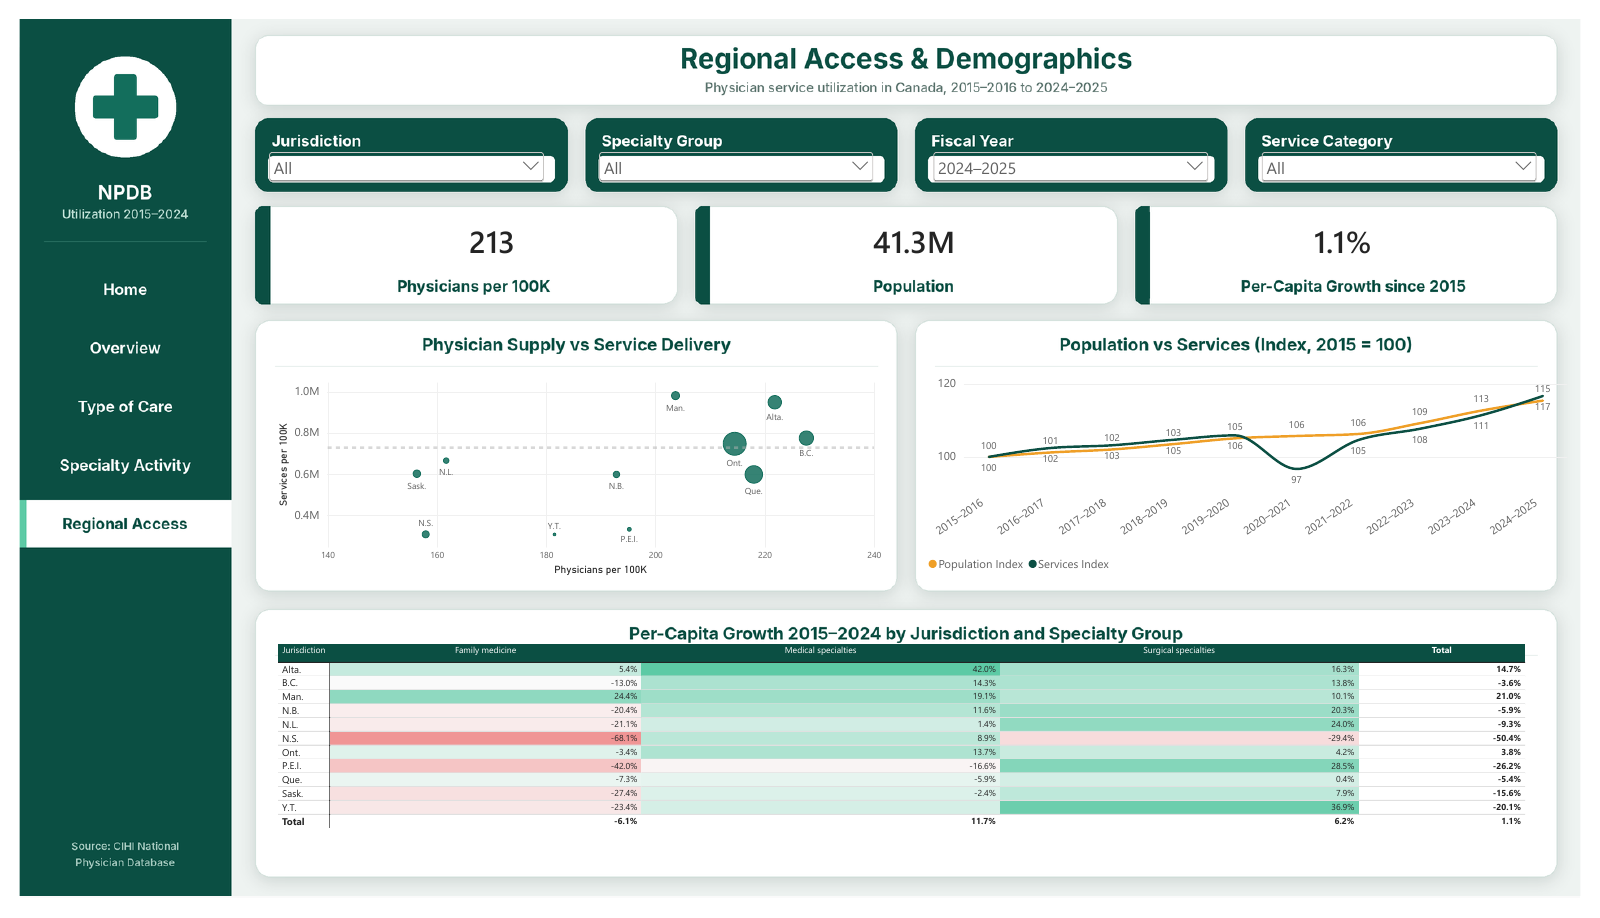 NPDB
Utilization 2015–2024
Home
Overview
Type of Care
Specialty Activity
Regional Access
Source: CIHI National
Physician Database
Regional Access & Demographics
Physician service utilization in Canada, 2015–2016 to 2024–2025
Jurisdiction
All
Specialty Group
All
Fiscal Year
2024–2025
Service Category
All
213
Physicians per 100K
41.3M
Population
1.1%
Per-Capita Growth since 2015
Physician Supply vs Service Delivery
Services per 100K
1.0M
0.8M
0.6M
0.4M
Man.
Alta.
Ont.
B.C.
N.L.
Sask.
N.B.
Que.
N.S.
Y.T.
P.E.I.
140 160 180 200 220 240
Physicians per 100K
Population vs Services (Index, 2015 = 100)
120
100
100 101 102 103 105 106 106 109 113 115
100 102 103 105 106 97 105 108 111 117
2015–2016 2016–2017 2017–2018 2018–2019 2019–2020 2020–2021 2021–2022 2022–2023 2023–2024 2024–2025
Population Index Services Index
Per-Capita Growth 2015–2024 by Jurisdiction and Specialty Group
Jurisdiction Family medicine Medical specialties Surgical specialties Total
Alta. 5.4% 42.0% 16.3% 14.7%
B.C. -13.0% 14.3% 13.8% -3.6%
Man. 24.4% 19.1% 10.1% 21.0%
N.B. -20.4% 11.6% 20.3% -5.9%
N.L. -21.1% 1.4% 24.0% -9.3%
N.S. -68.1% 8.9% -29.4% -50.4%
Ont. -3.4% 13.7% 4.2% 3.8%
P.E.I. -42.0% -16.6% 28.5% -26.2%
Que. -7.3% -5.9% 0.4% -5.4%
Sask. -27.4% -2.4% 7.9% -15.6%
Y.T. -23.4% 36.9% -20.1%
Total -6.1% 11.7% 6.2% 1.1%